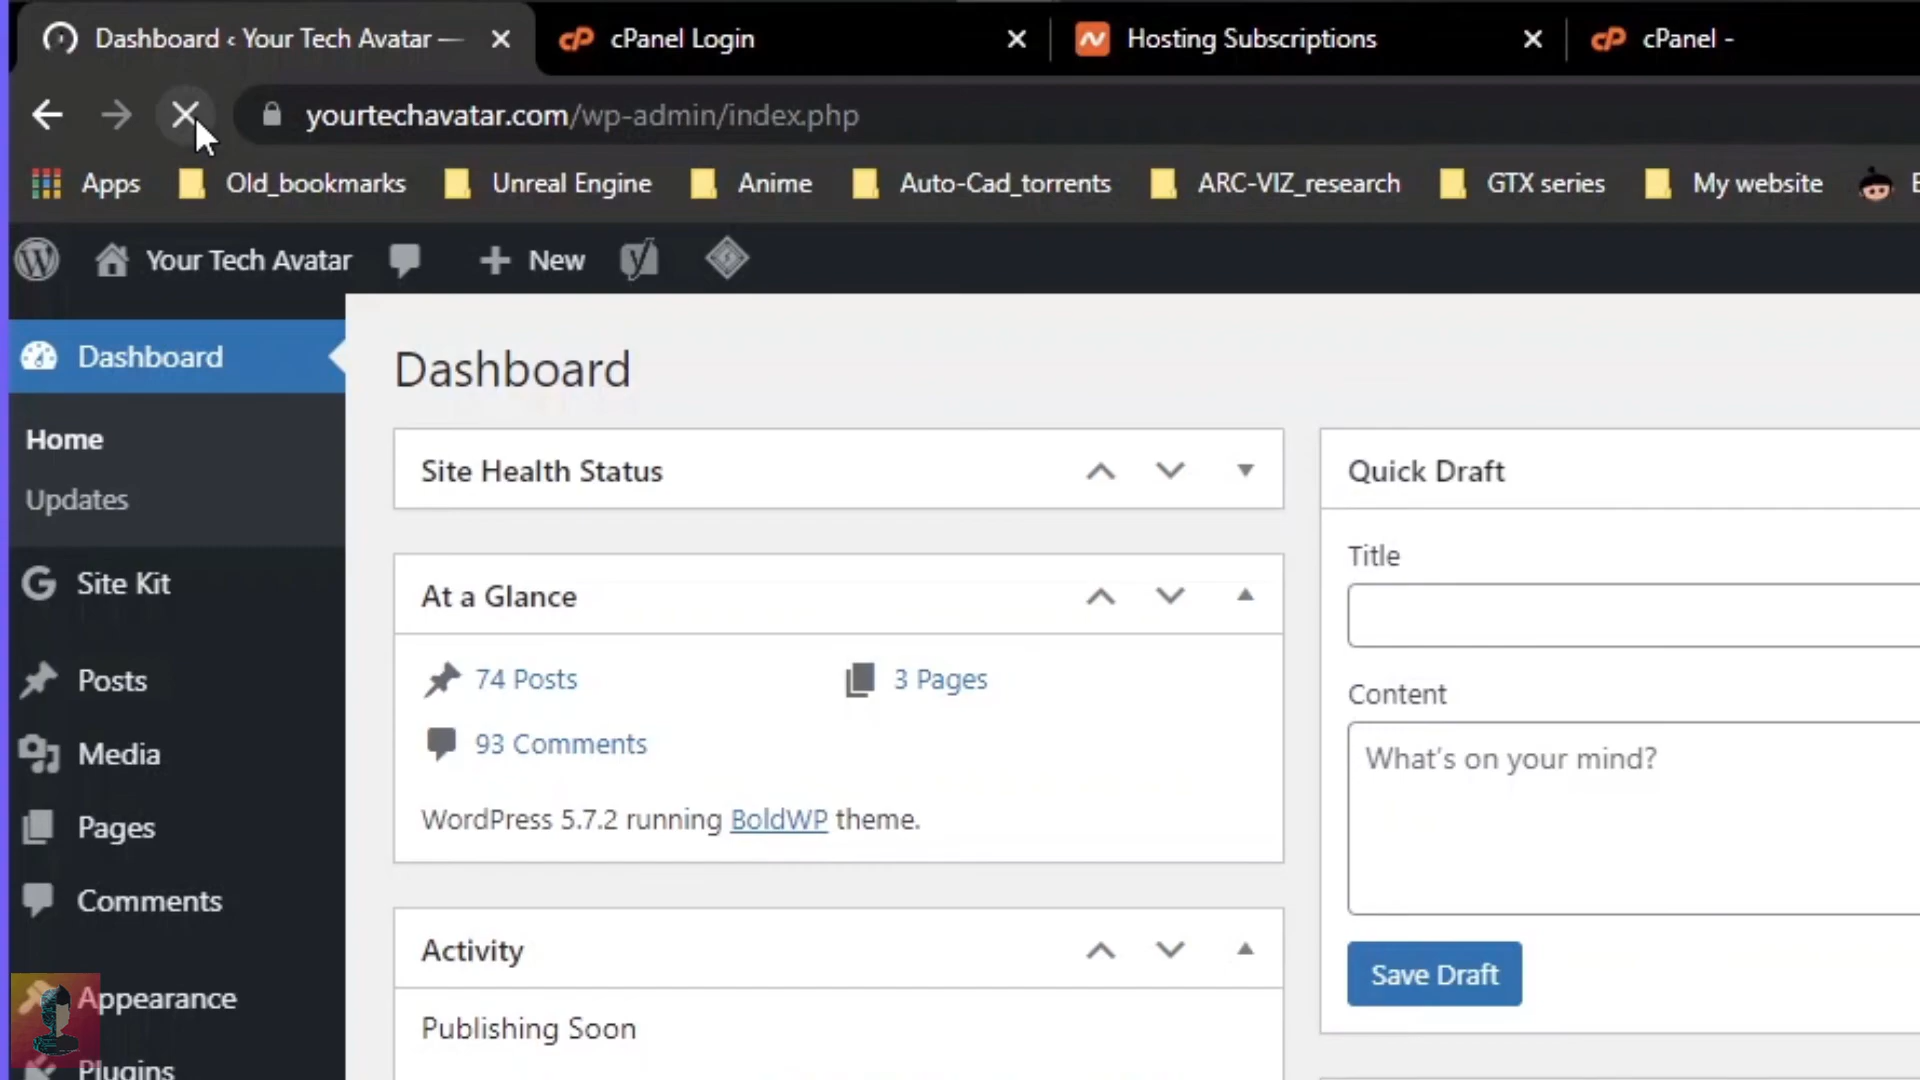 Dashboard ‹ Your Tech Avatar —
cPanel Login
Hosting Subscriptions
cPanel -
yourtechavatar.com/wp-admin/index.php
Apps
Old_bookmarks
Unreal Engine
Anime
Auto-Cad_torrents
ARC-VIZ_research
GTX series
My website
Your Tech Avatar
New
Dashboard
Home
Updates
Site Kit
Posts
Media
Pages
Comments
Appearance
Plugins
Dashboard
Site Health Status
At a Glance
74 Posts
3 Pages
93 Comments
WordPress 5.7.2 running BoldWP theme.
Activity
Publishing Soon
Quick Draft
Title
Content
What's on your mind?
Save Draft